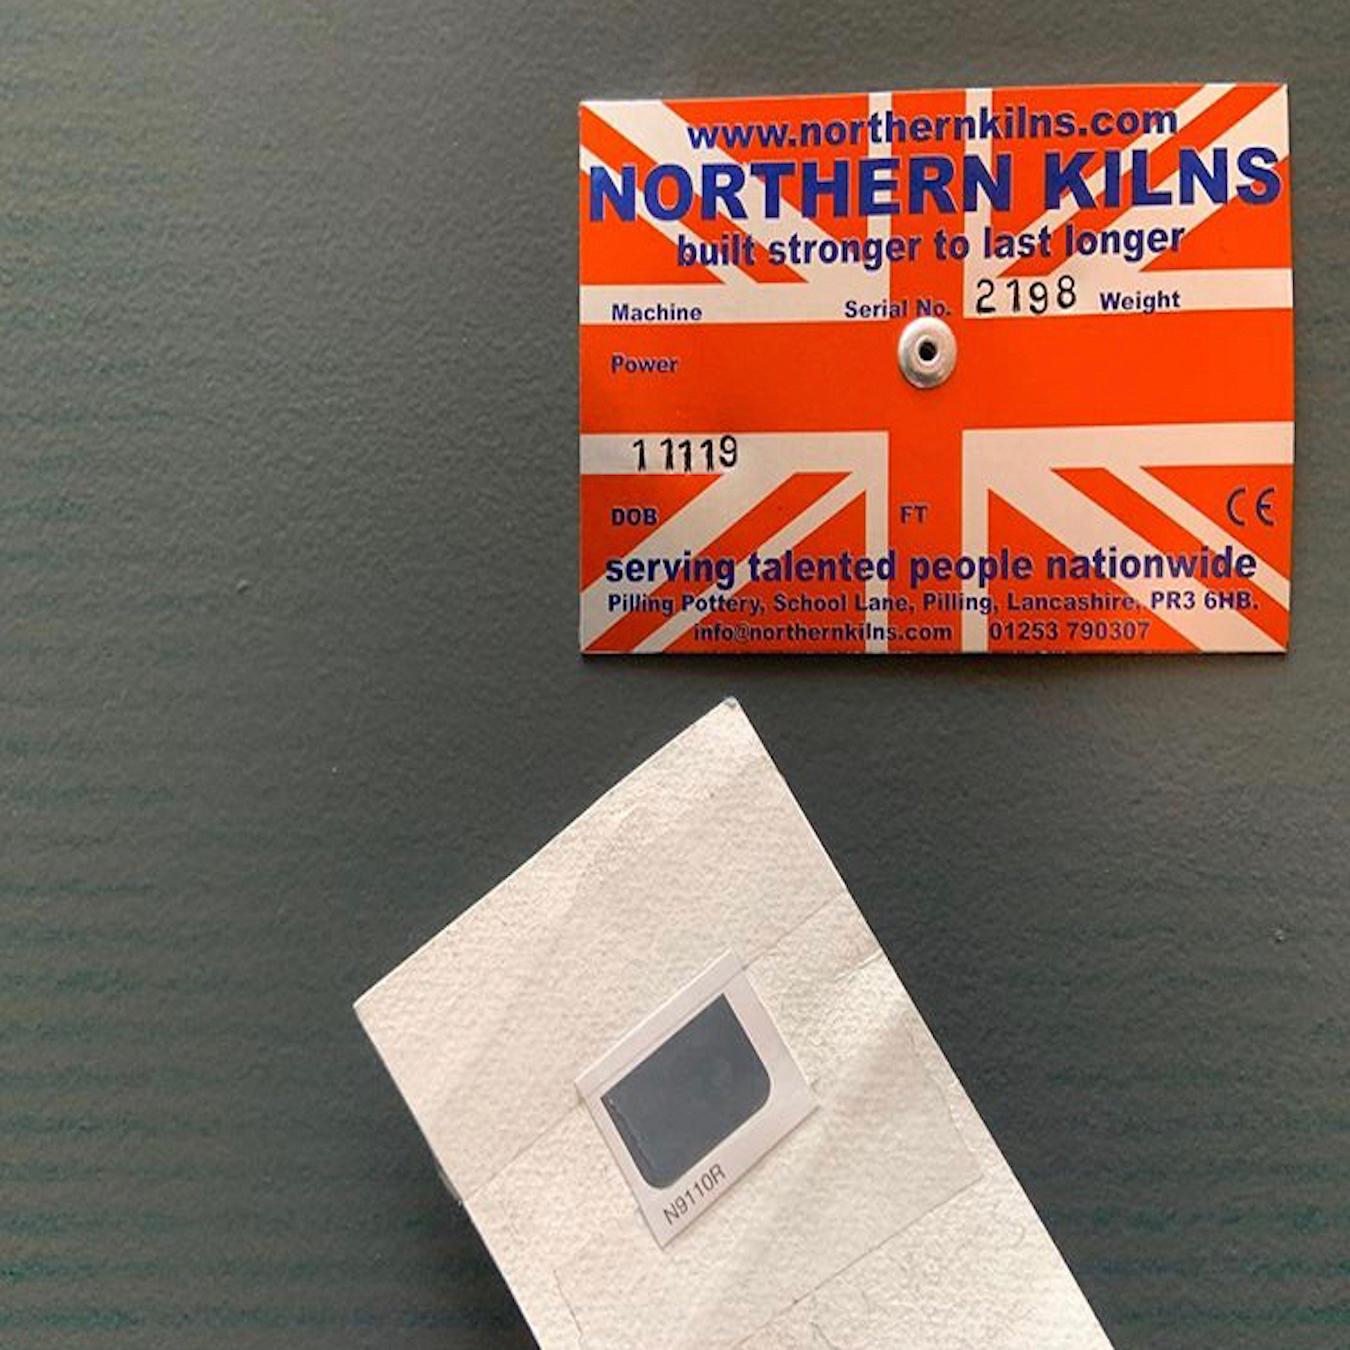 www.northernkilns.com
NORTHERN KILNS
built stronger to last longer
Machine Serial No. 2198 Weight
Power
11119
DOB FT CE
serving talented people nationwide
Pilling Pottery, School Lane, Pilling, Lancashire, PR3 6HB.
info@northernkilns.com 01253 790307
N9110R